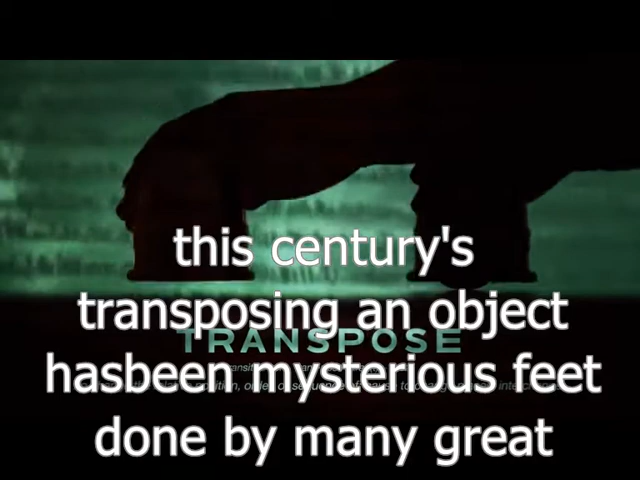 this century's
transposing an object
TRANSPOSE
hasbeen mysterious feet
done by many great